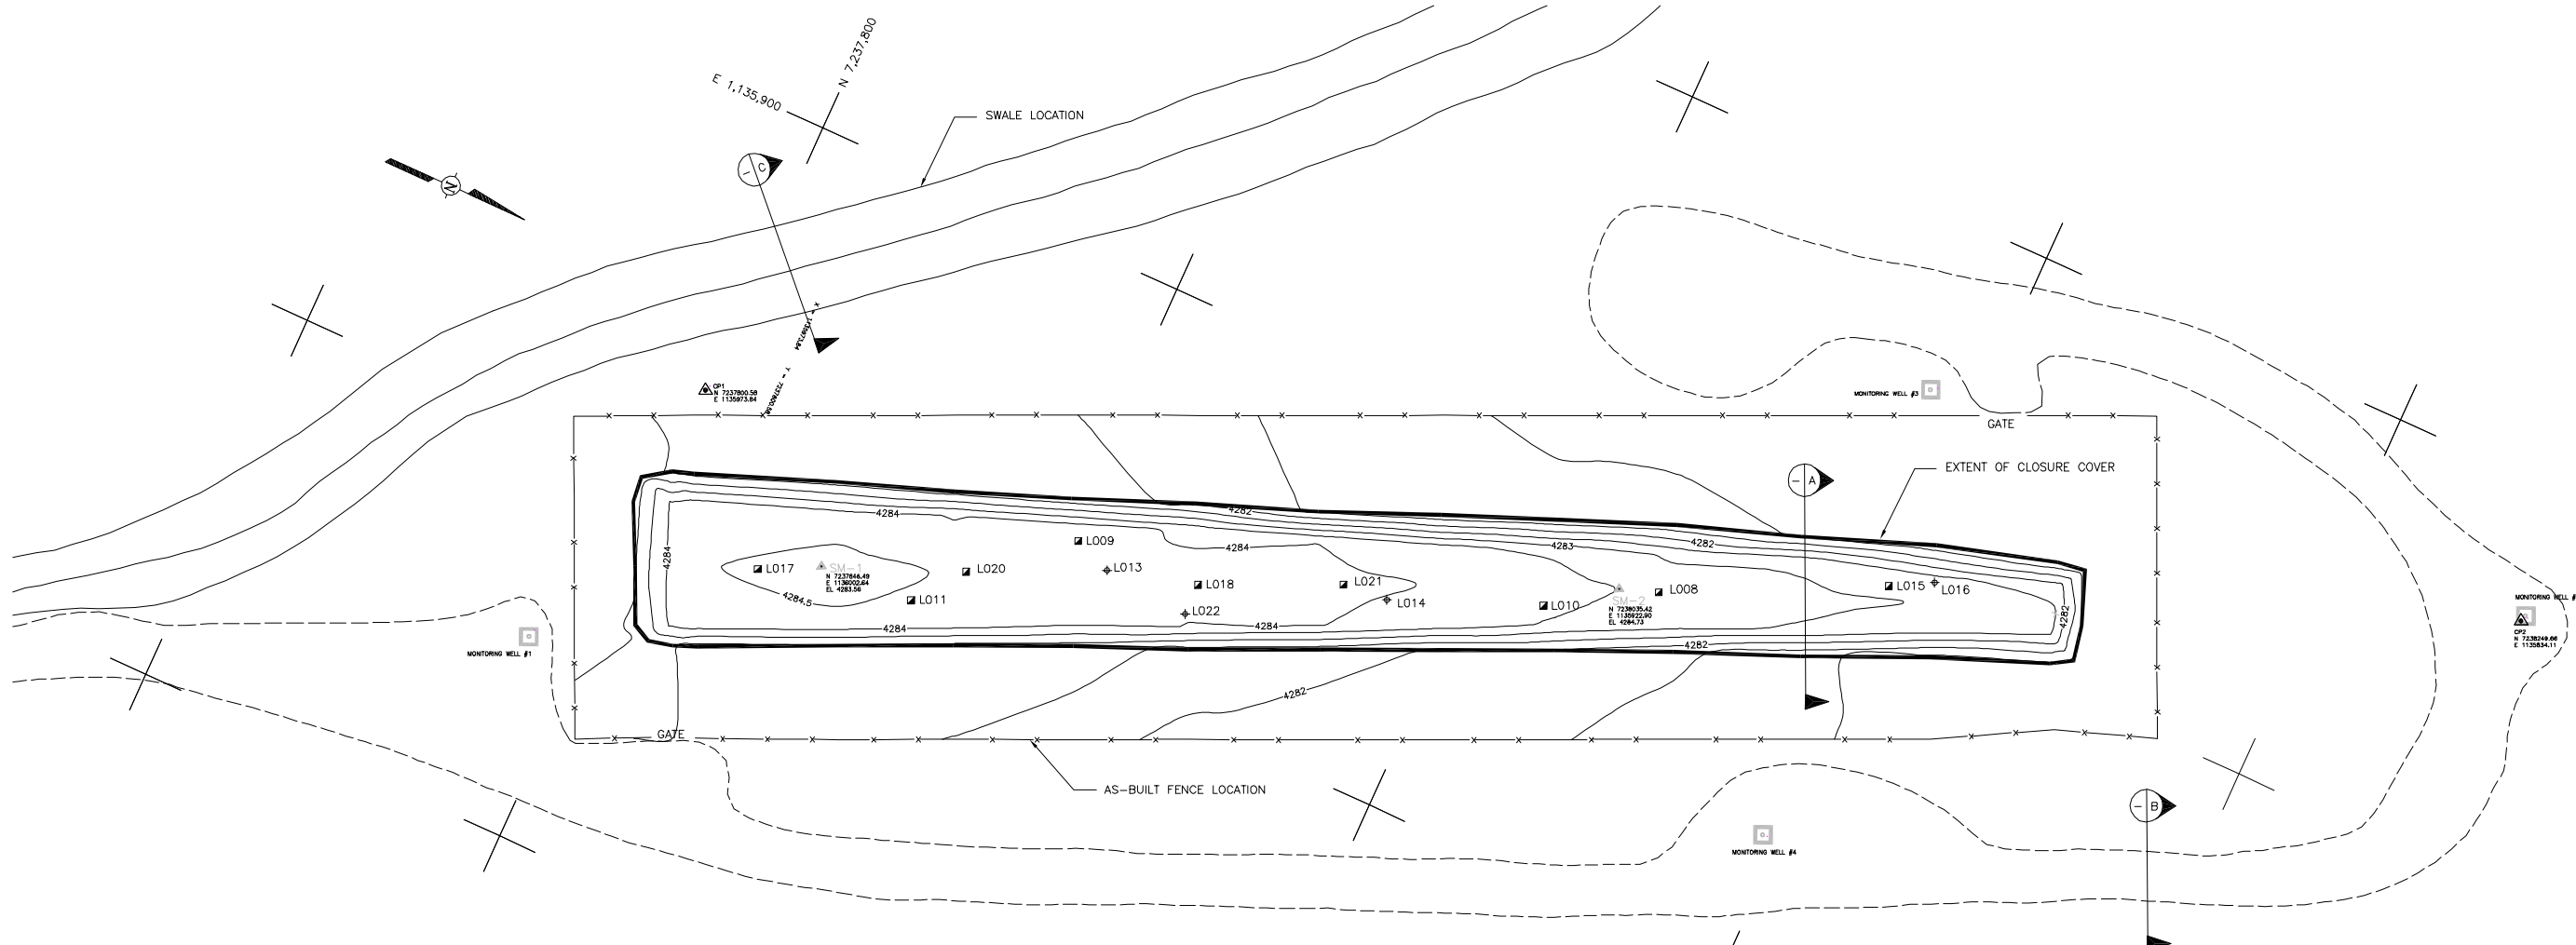 N 7,237,800
E 1,135,900
SWALE LOCATION
C
N
CP1
N 7237800.58
E 1135973.84
MONITORING WELL #3
GATE
EXTENT OF CLOSURE COVER
A
4282
4284
4284
4284
4283
4282
L009
L017
SM-1
N 7237846.49
E 1136002.64
EL 4283.56
L020
L013
L018
L021
L008
L015
L016
L011
4284.5
L022
L014
L010
SM-2
N 7238035.42
E 1135922.90
EL 4284.73
4282
4284
4284
4282
MONITORING WELL #
CP2
N 7238249.66
E 1135834.11
MONITORING WELL #1
4282
GATE
AS-BUILT FENCE LOCATION
B
MONITORING WELL #4